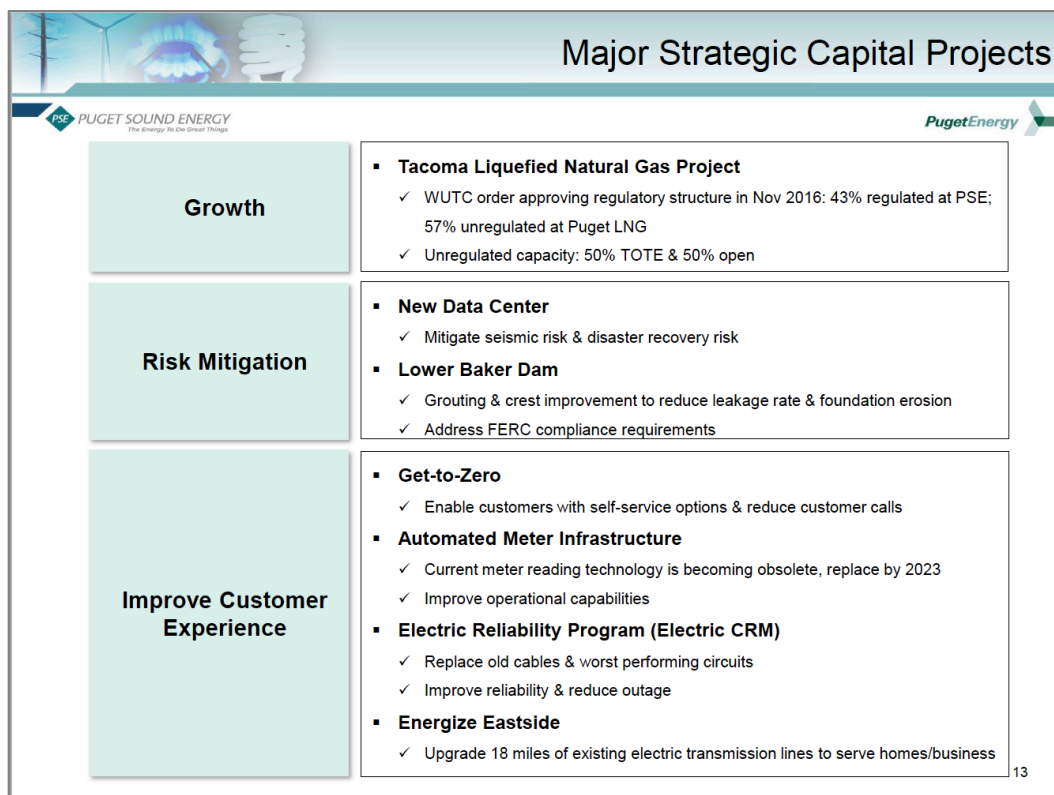 Major Strategic Capital Projects
PSE PUGET SOUND ENERGY
The Energy To Do Great Things
PugetEnergy
Growth
▪ Tacoma Liquefied Natural Gas Project
✓ WUTC order approving regulatory structure in Nov 2016: 43% regulated at PSE;
57% unregulated at Puget LNG
✓ Unregulated capacity: 50% TOTE & 50% open
Risk Mitigation
▪ New Data Center
✓ Mitigate seismic risk & disaster recovery risk
▪ Lower Baker Dam
✓ Grouting & crest improvement to reduce leakage rate & foundation erosion
✓ Address FERC compliance requirements
Improve Customer
Experience
▪ Get-to-Zero
✓ Enable customers with self-service options & reduce customer calls
▪ Automated Meter Infrastructure
✓ Current meter reading technology is becoming obsolete, replace by 2023
✓ Improve operational capabilities
▪ Electric Reliability Program (Electric CRM)
✓ Replace old cables & worst performing circuits
✓ Improve reliability & reduce outage
▪ Energize Eastside
✓ Upgrade 18 miles of existing electric transmission lines to serve homes/business
13